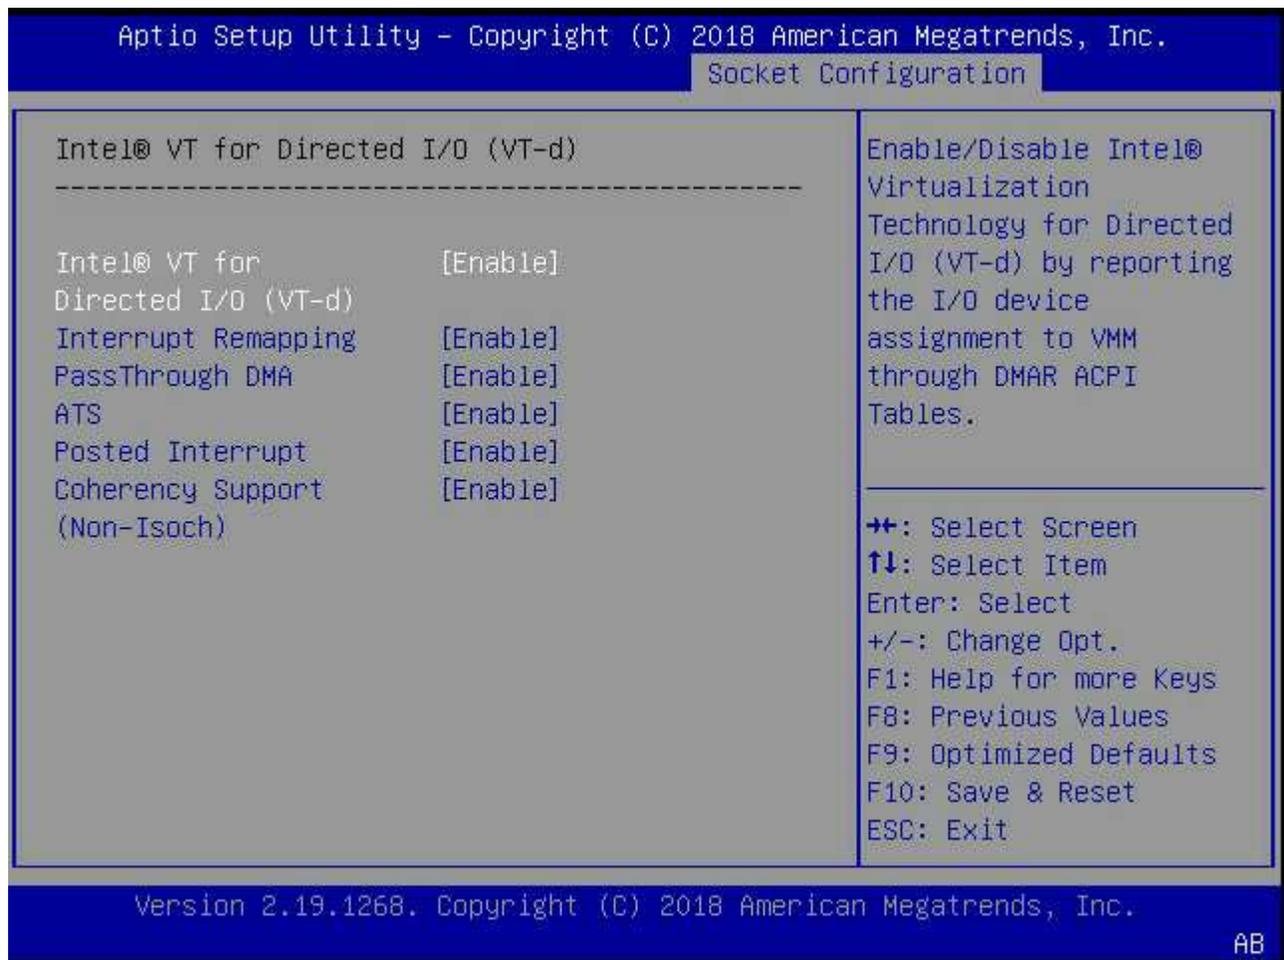 Aptio Setup Utility – Copyright (C) 2018 American Megatrends, Inc.
Socket Configuration
Intel® VT for Directed I/O (VT-d)
-----------------------------------------------
Intel® VT for [Enable]
Directed I/O (VT-d)
Interrupt Remapping [Enable]
PassThrough DMA [Enable]
ATS [Enable]
Posted Interrupt [Enable]
Coherency Support [Enable]
(Non-Isoch)
Enable/Disable Intel®
Virtualization
Technology for Directed
I/O (VT-d) by reporting
the I/O device
assignment to VMM
through DMAR ACPI
Tables.
→←: Select Screen
↑↓: Select Item
Enter: Select
+/-: Change Opt.
F1: Help for more Keys
F8: Previous Values
F9: Optimized Defaults
F10: Save & Reset
ESC: Exit
Version 2.19.1268. Copyright (C) 2018 American Megatrends, Inc.
AB